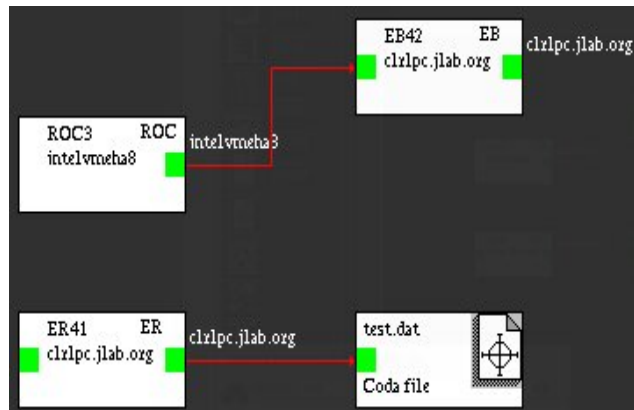 EB42 EB
clrlpc.jlab.org
clrlpc.jlab.org
ROC3 ROC
intelvmeha8
intelvmeha8
ER41 ER
clrlpc.jlab.org
clrlpc.jlab.org
test.dat
Coda file